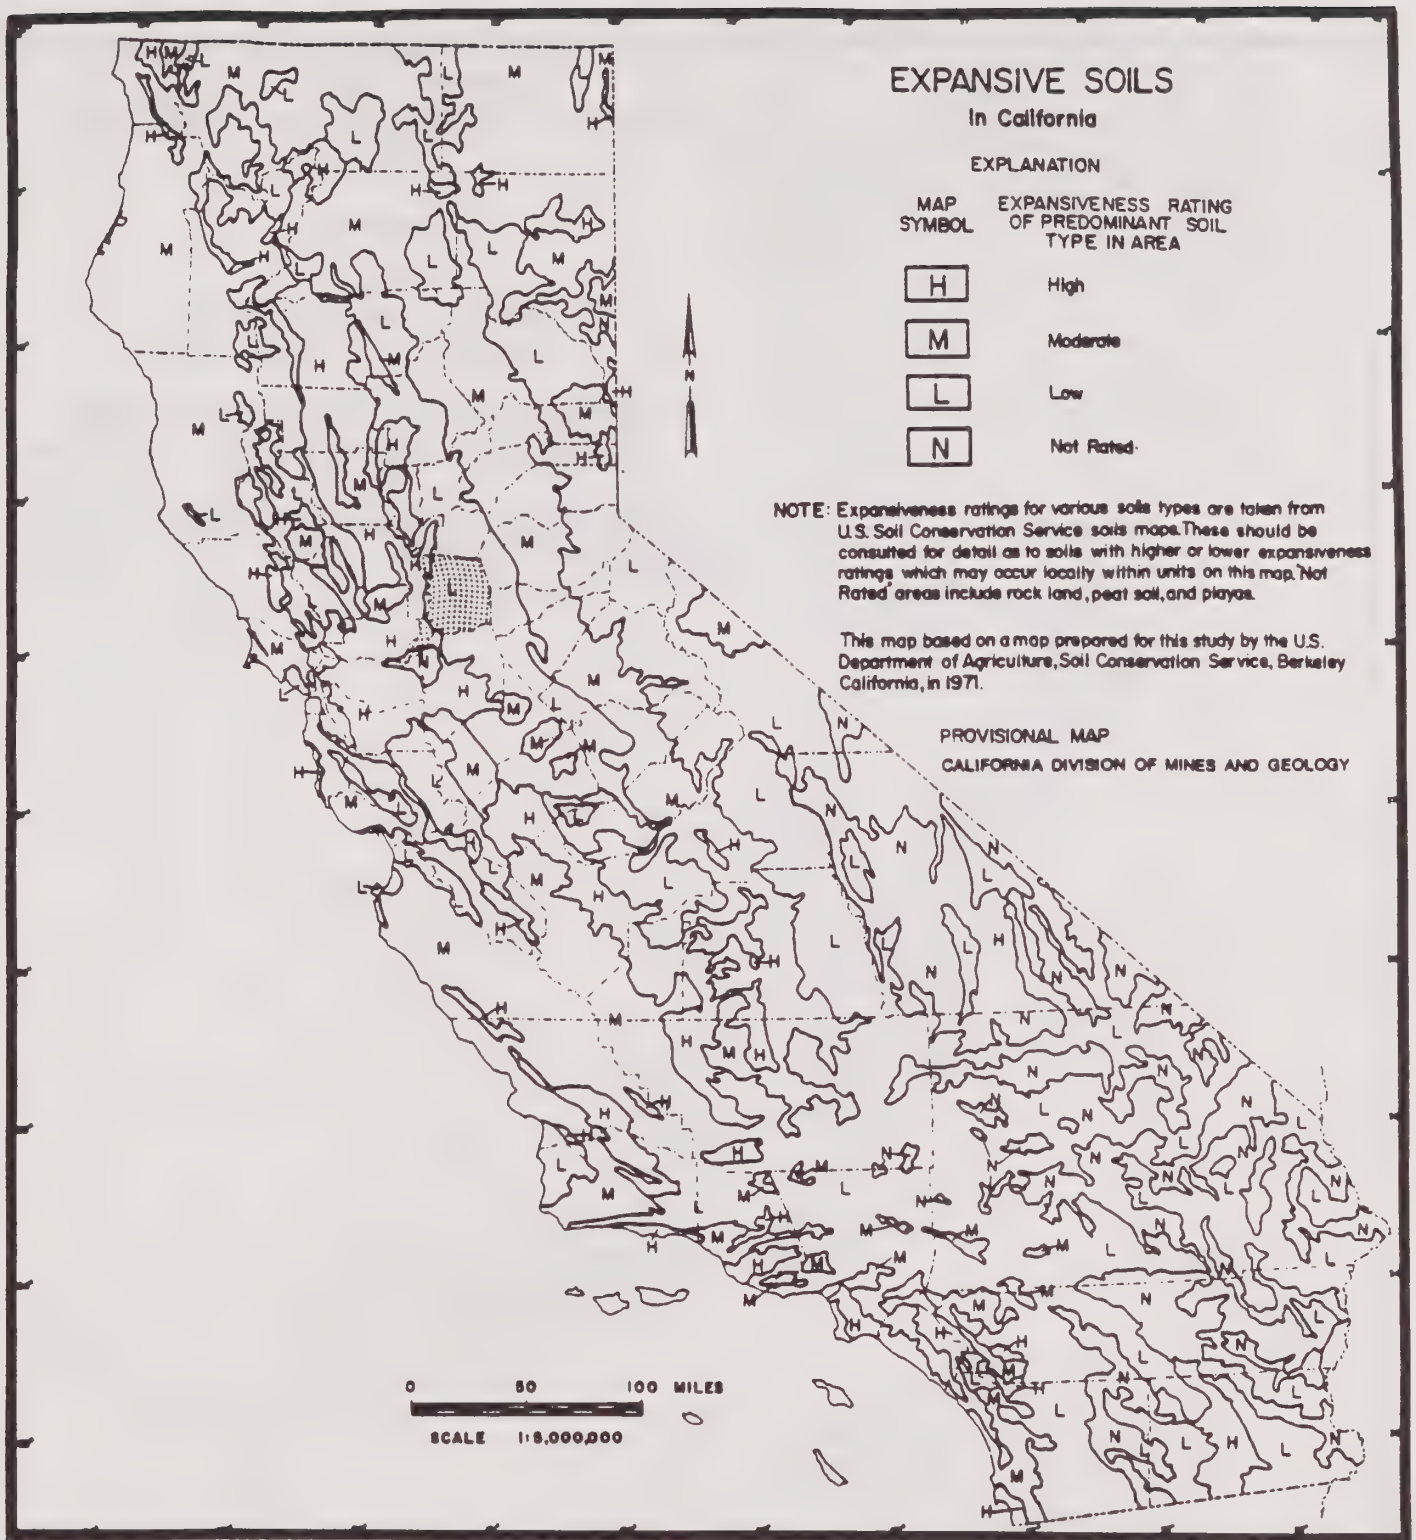 EXPANSIVE SOILS
in California
EXPLANATION
MAP SYMBOL
EXPANSIVENESS RATING
OF PREDOMINANT SOIL
TYPE IN AREA
H High
M Moderate
L Low
N Not Rated
N
NOTE: Expansiveness ratings for various soils types are taken from
U.S. Soil Conservation Service soils maps. These should be
consulted for detail as to soils with higher or lower expansiveness
ratings which may occur locally within units on this map. "Not
Rated" areas include rock land, peat soil, and playas.
This map based on a map prepared for this study by the U.S.
Department of Agriculture, Soil Conservation Service, Berkeley
California, in 1971.
PROVISIONAL MAP
CALIFORNIA DIVISION OF MINES AND GEOLOGY
0 50 100 MILES
SCALE 1:5,000,000